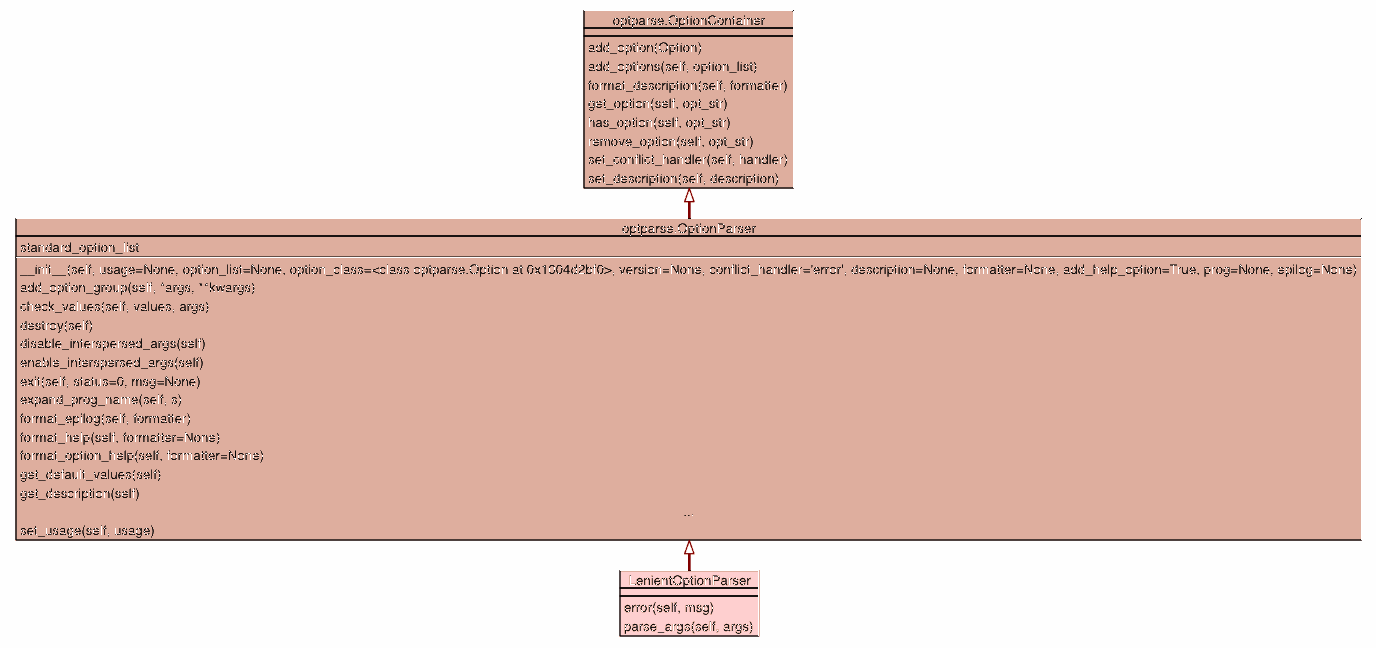 optparse.OptionContainer
add_option(Option)
add_options(self, option_list)
format_description(self, formatter)
get_option(self, opt_str)
has_option(self, opt_str)
remove_option(self, opt_str)
set_conflict_handler(self, handler)
set_description(self, description)
optparse.OptionParser
standard_option_list
__init__(self, usage=None, option_list=None, option_class=<class optparse.Option at 0x1004d2bf0>, version=None, conflict_handler='error', description=None, formatter=None, add_help_option=True, prog=None, epilog=None)
add_option_group(self, *args, **kwargs)
check_values(self, values, args)
destroy(self)
disable_interspersed_args(self)
enable_interspersed_args(self)
exit(self, status=0, msg=None)
expand_prog_name(self, s)
format_epilog(self, formatter)
format_help(self, formatter=None)
format_option_help(self, formatter=None)
get_default_values(self)
get_description(self)
...
set_usage(self, usage)
LenientOptionParser
error(self, msg)
parse_args(self, args)